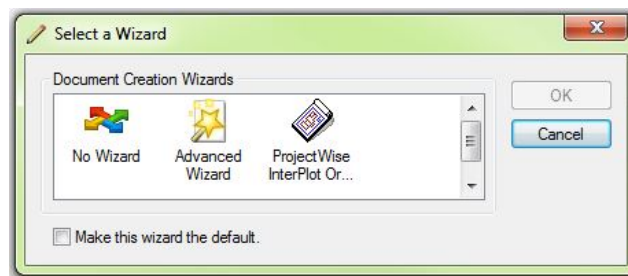 Select a Wizard
Document Creation Wizards
No Wizard
Advanced
Wizard
ProjectWise
InterPlot Or...
OK
Cancel
Make this wizard the default.